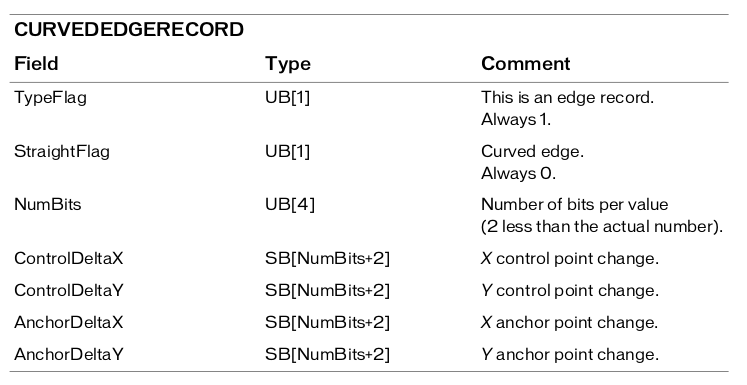 CURVEDEDGERECORD
Field Type Comment
TypeFlag UB[1] This is an edge record.
Always 1.
StraightFlag UB[1] Curved edge.
Always 0.
NumBits UB[4] Number of bits per value
(2 less than the actual number).
ControlDeltaX SB[NumBits+2] X control point change.
ControlDeltaY SB[NumBits+2] Y control point change.
AnchorDeltaX SB[NumBits+2] X anchor point change.
AnchorDeltaY SB[NumBits+2] Y anchor point change.